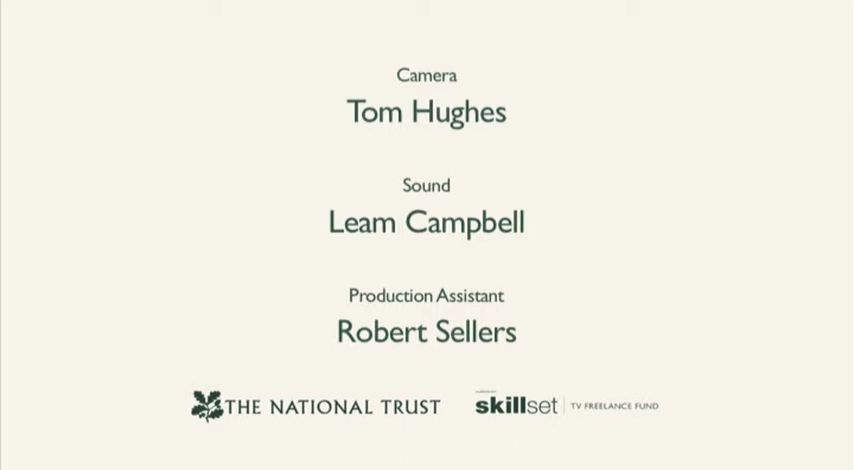 Camera
Tom Hughes
Sound
Leam Campbell
Production Assistant
Robert Sellers
THE NATIONAL TRUST
skillset TV FREELANCE FUND